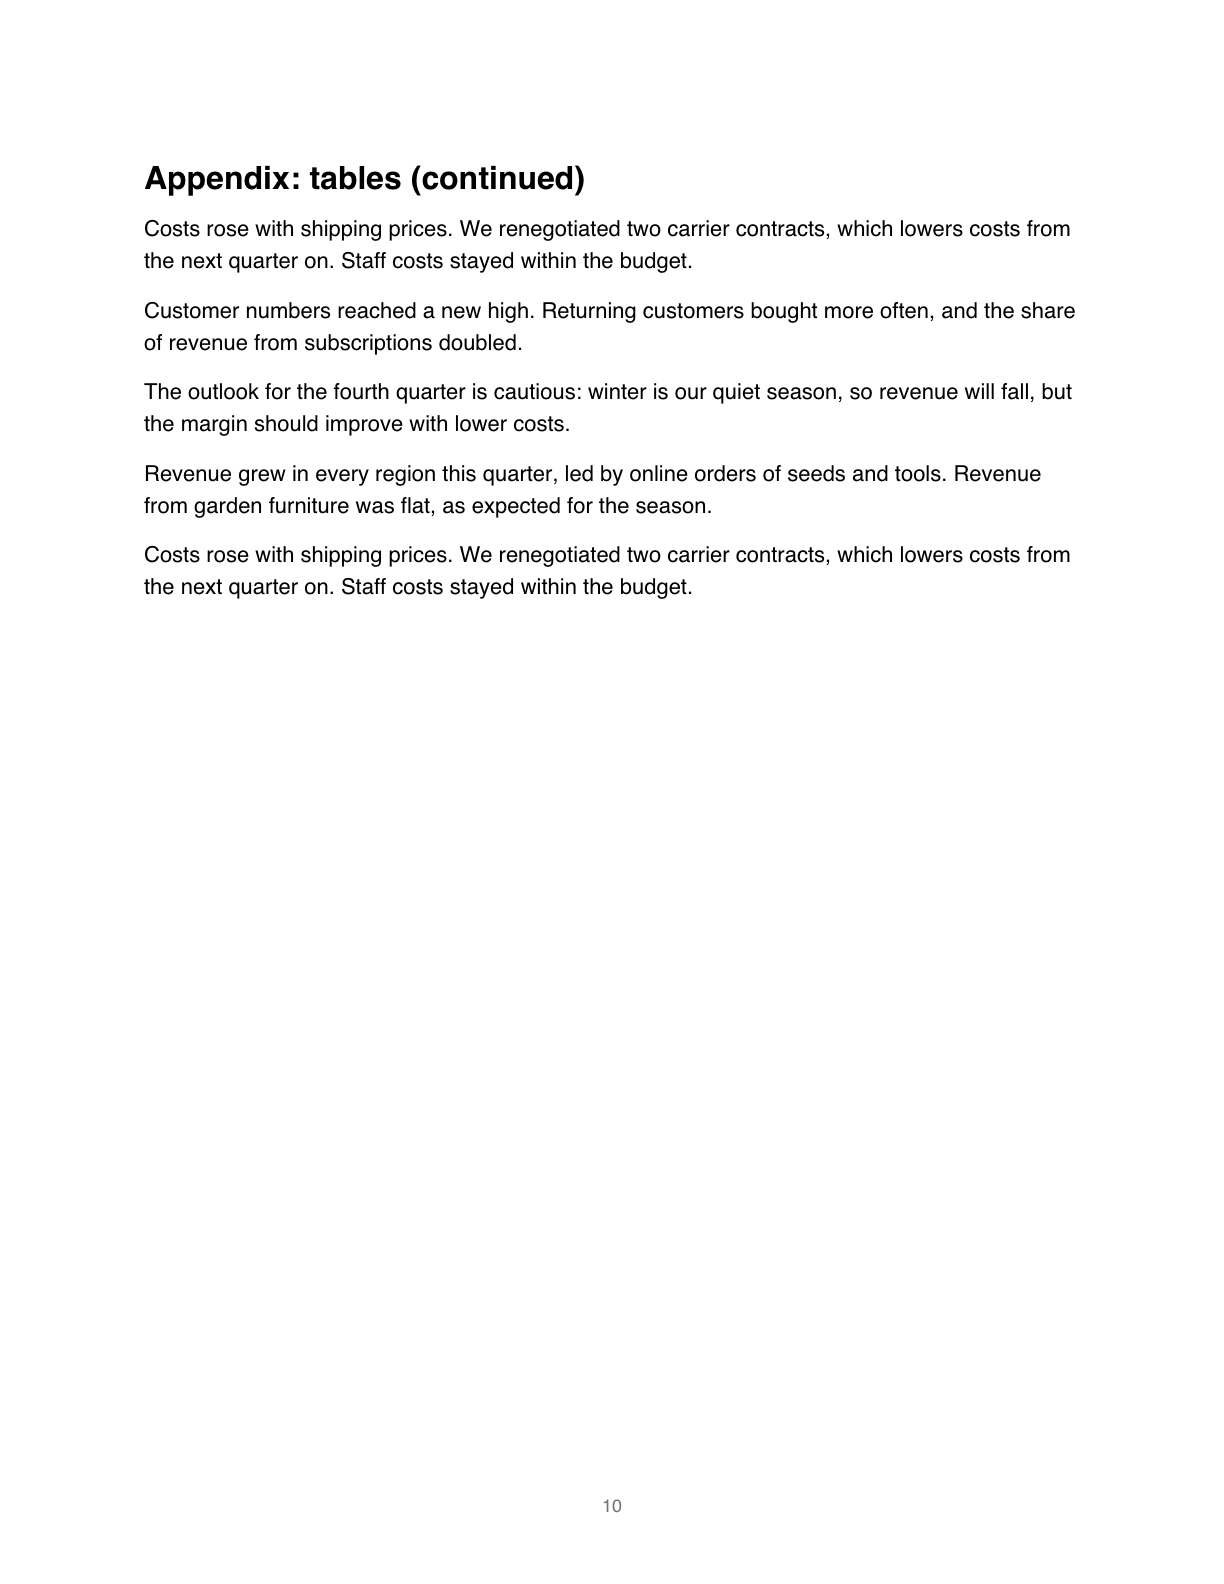 Appendix: tables (continued)
Costs rose with shipping prices. We renegotiated two carrier contracts, which lowers costs from
the next quarter on. Staff costs stayed within the budget.
Customer numbers reached a new high. Returning customers bought more often, and the share
of revenue from subscriptions doubled.
The outlook for the fourth quarter is cautious: winter is our quiet season, so revenue will fall, but
the margin should improve with lower costs.
Revenue grew in every region this quarter, led by online orders of seeds and tools. Revenue
from garden furniture was flat, as expected for the season.
Costs rose with shipping prices. We renegotiated two carrier contracts, which lowers costs from
the next quarter on. Staff costs stayed within the budget.
10